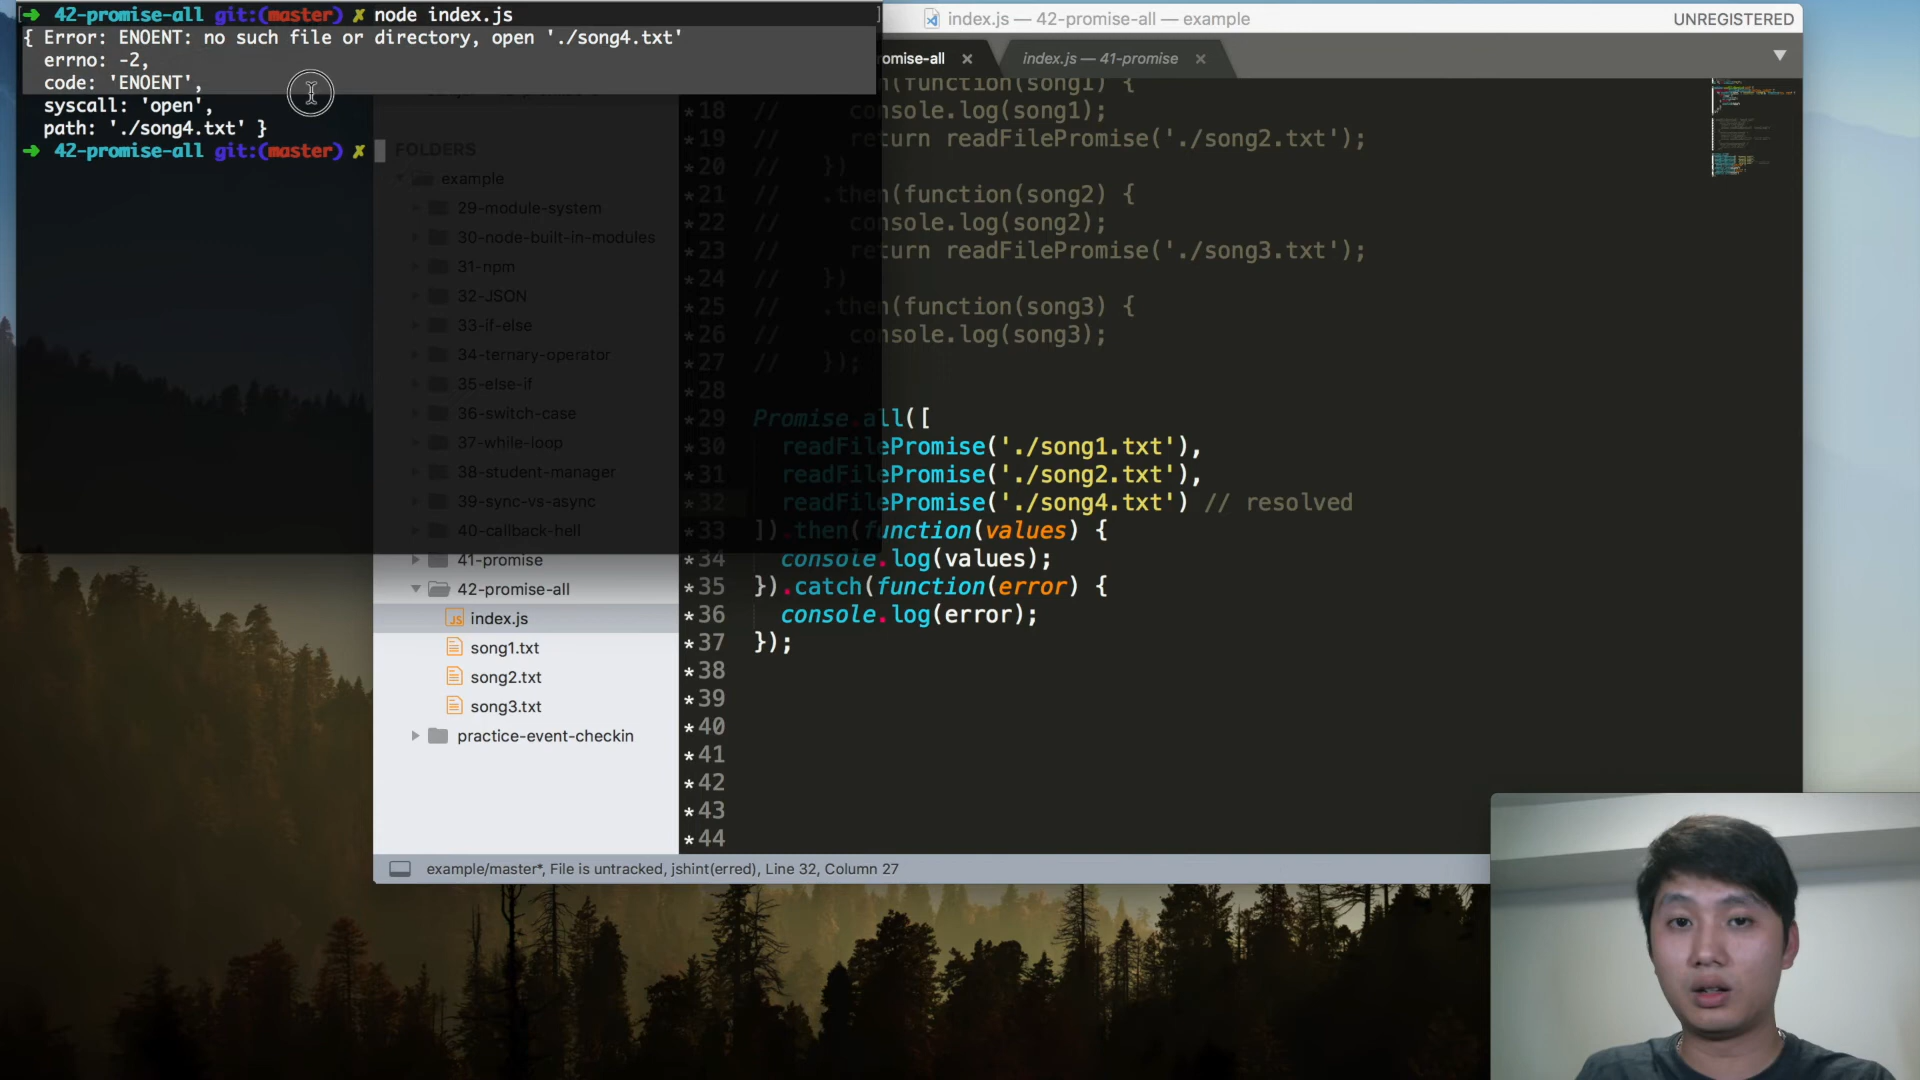 ➜ 42-promise-all git:(master) ✗ node index.js
{ Error: ENOENT: no such file or directory, open './song4.txt'
errno: -2,
code: 'ENOENT',
syscall: 'open',
path: './song4.txt' }
➜ 42-promise-all git:(master) ✗
index.js — 42-promise-all — example
UNREGISTERED
omise-all ×
index.js — 41-promise ×
FOLDERS
example
29-module-system
30-node-built-in-modules
31-npm
32-JSON
33-if-else
34-ternary-operator
35-else-if
36-switch-case
37-while-loop
38-student-manager
39-sync-vs-async
40-callback-hell
41-promise
42-promise-all
index.js
song1.txt
song2.txt
song3.txt
practice-event-checkin
n(function(song1) {
*18 // console.log(song1);
*19 // return readFilePromise('./song2.txt');
*20 // })
*21 // .then(function(song2) {
*22 // console.log(song2);
*23 // return readFilePromise('./song3.txt');
*24 // })
*25 // .then(function(song3) {
*26 // console.log(song3);
*27 // });
*28
*29 Promise.all([
*30 readFilePromise('./song1.txt'),
*31 readFilePromise('./song2.txt'),
*32 readFilePromise('./song4.txt') // resolved
*33 ]).then(function(values) {
*34 console.log(values);
*35 }).catch(function(error) {
*36 console.log(error);
*37 });
*38
*39
*40
*41
*42
*43
*44
example/master*, File is untracked, jshint(erred), Line 32, Column 27